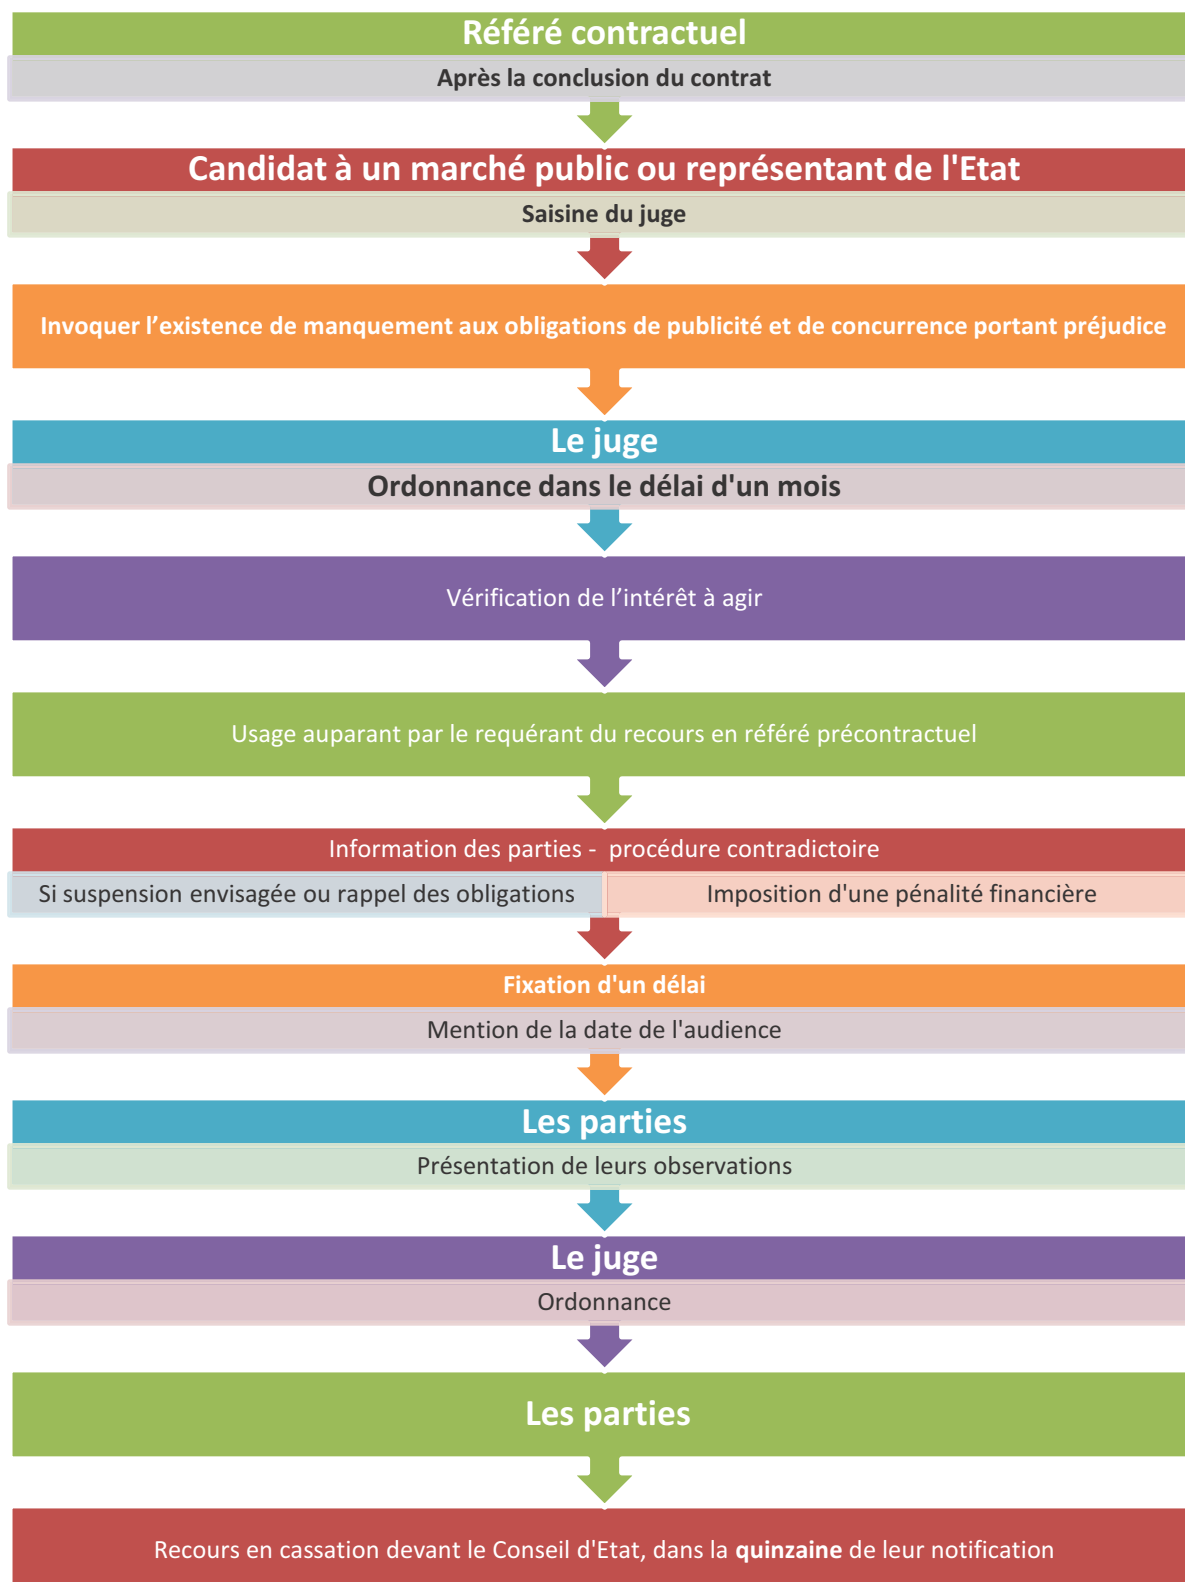 Référé contractuel
Après la conclusion du contrat
Candidat à un marché public ou représentant de l'Etat
Saisine du juge
Invoquer l’existence de manquement aux obligations de publicité et de concurrence portant préjudice
Le juge
Ordonnance dans le délai d'un mois
Vérification de l’intérêt à agir
Usage auparant par le requérant du recours en référé précontractuel
Information des parties - procédure contradictoire
Si suspension envisagée ou rappel des obligations
Imposition d'une pénalité financière
Fixation d'un délai
Mention de la date de l'audience
Les parties
Présentation de leurs observations
Le juge
Ordonnance
Les parties
Recours en cassation devant le Conseil d'Etat, dans la quinzaine de leur notification